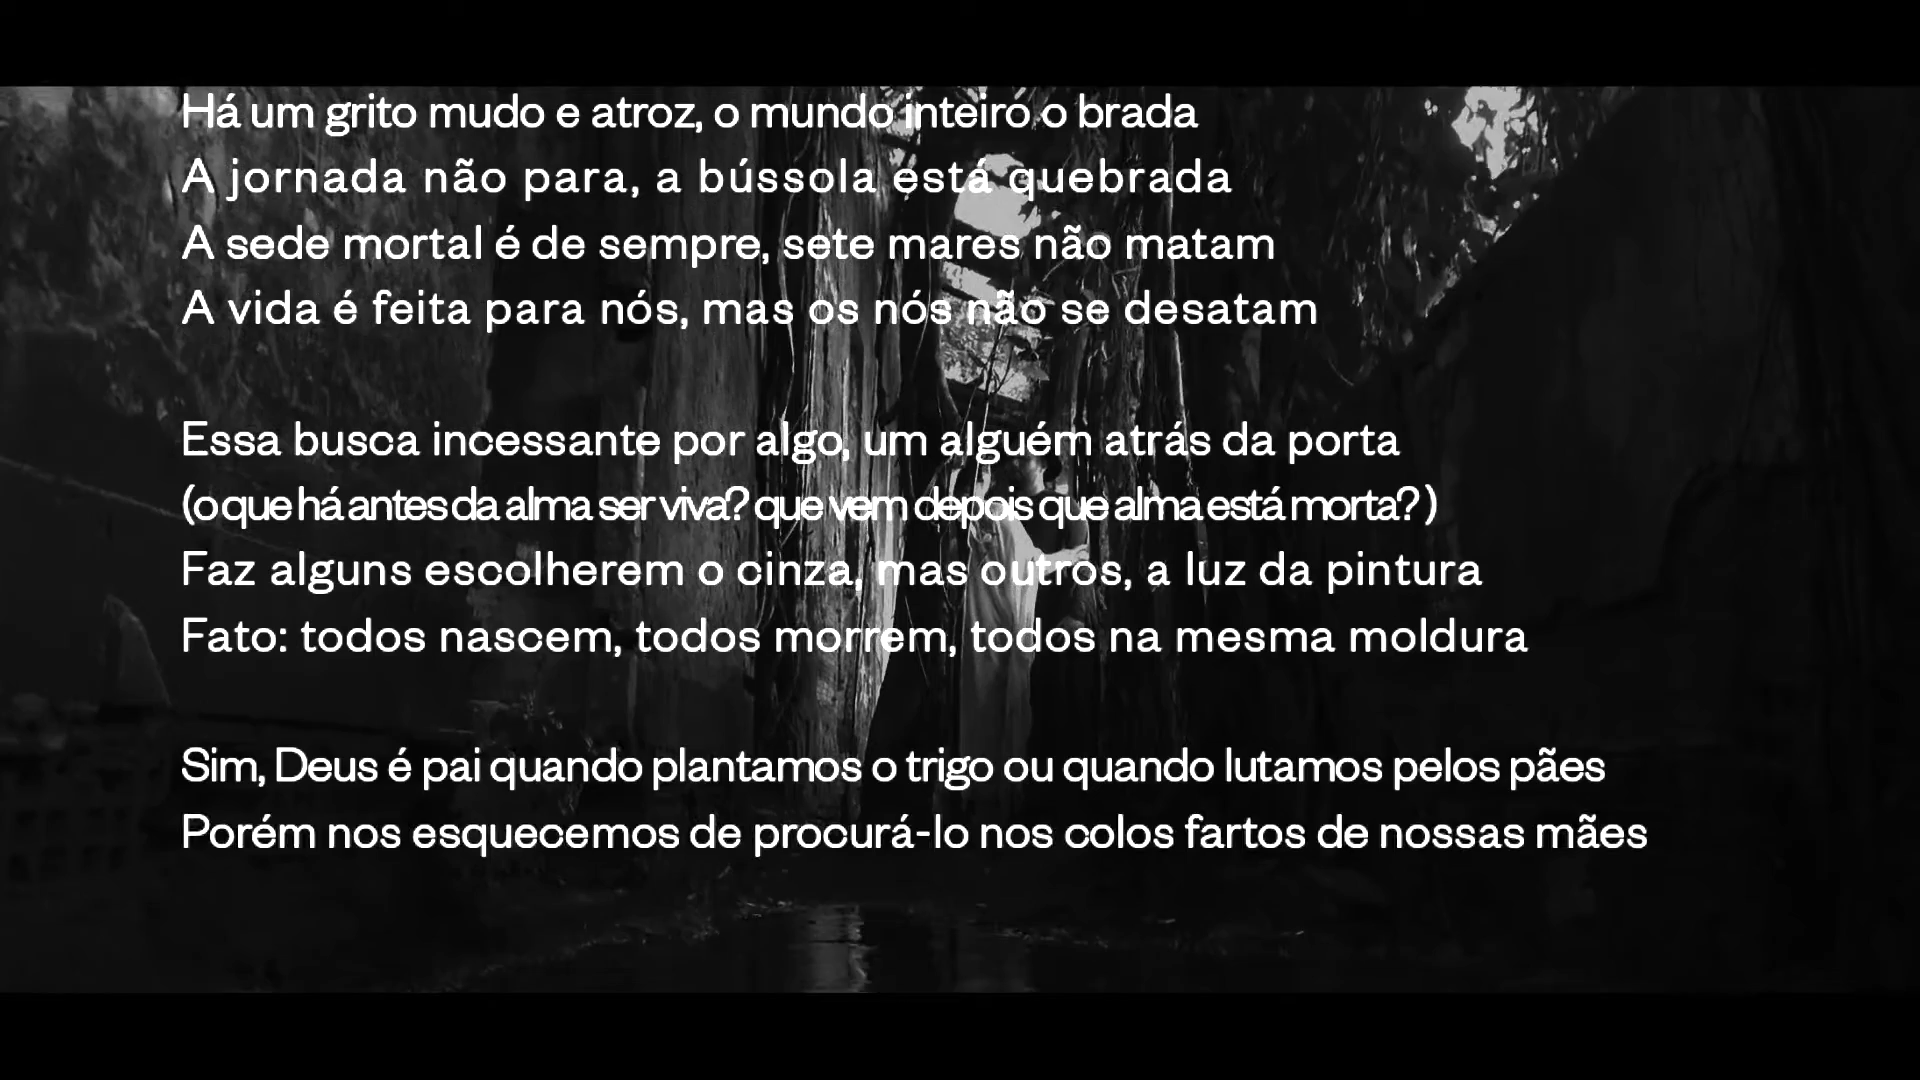 Há um grito mudo e atroz, o mundo inteiro o brada
A jornada não para, a bússola está quebrada
A sede mortal é de sempre, sete mares não matam
A vida é feita para nós, mas os nós não se desatam
Essa busca incessante por algo, um alguém atrás da porta
(o que há antes da alma ser viva? que vem depois que alma está morta?)
Faz alguns escolherem o cinza, mas outros, a luz da pintura
Fato: todos nascem, todos morrem, todos na mesma moldura
Sim, Deus é pai quando plantamos o trigo ou quando lutamos pelos pães
Porém nos esquecemos de procurá-lo nos colos fartos de nossas mães